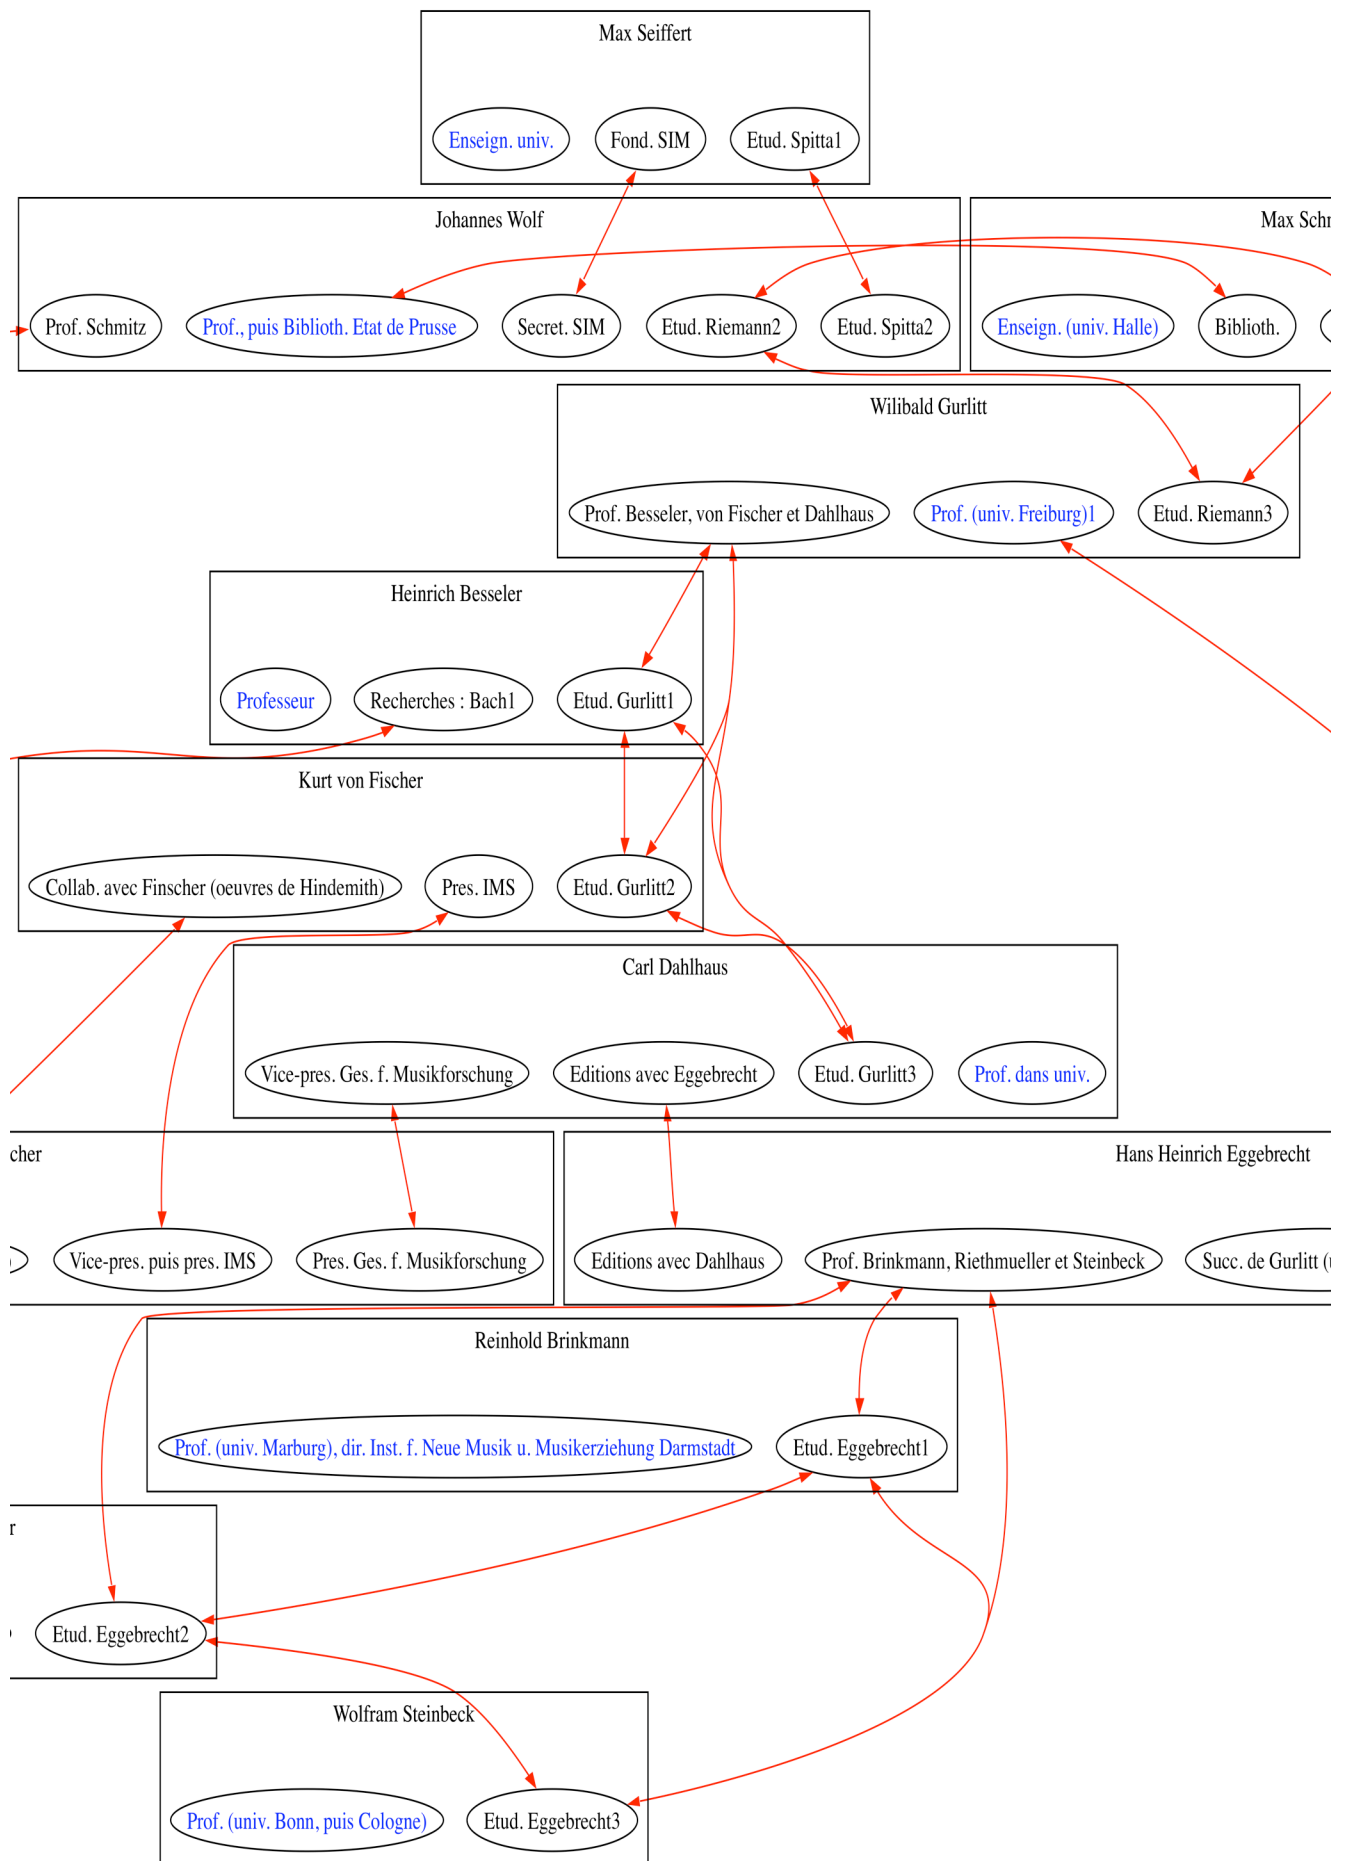 Max Seiffert
Enseign. univ.
Fond. SIM
Etud. Spitta1
Johannes Wolf
Max Schr
Prof. Schmitz
Prof., puis Biblioth. Etat de Prusse
Secret. SIM
Etud. Riemann2
Etud. Spitta2
Enseign. (univ. Halle)
Biblioth.
Wilibald Gurlitt
Prof. Besseler, von Fischer et Dahlhaus
Prof. (univ. Freiburg)1
Etud. Riemann3
Heinrich Besseler
Professeur
Recherches : Bach1
Etud. Gurlitt1
Kurt von Fischer
Collab. avec Finscher (oeuvres de Hindemith)
Pres. IMS
Etud. Gurlitt2
Carl Dahlhaus
Vice-pres. Ges. f. Musikforschung
Editions avec Eggebrecht
Etud. Gurlitt3
Prof. dans univ.
cher
Hans Heinrich Eggebrecht
Vice-pres. puis pres. IMS
Pres. Ges. f. Musikforschung
Editions avec Dahlhaus
Prof. Brinkmann, Riethmueller et Steinbeck
Succ. de Gurlitt (
Reinhold Brinkmann
Prof. (univ. Marburg), dir. Inst. f. Neue Musik u. Musikerziehung Darmstadt
Etud. Eggebrecht1
r
Etud. Eggebrecht2
Wolfram Steinbeck
Prof. (univ. Bonn, puis Cologne)
Etud. Eggebrecht3